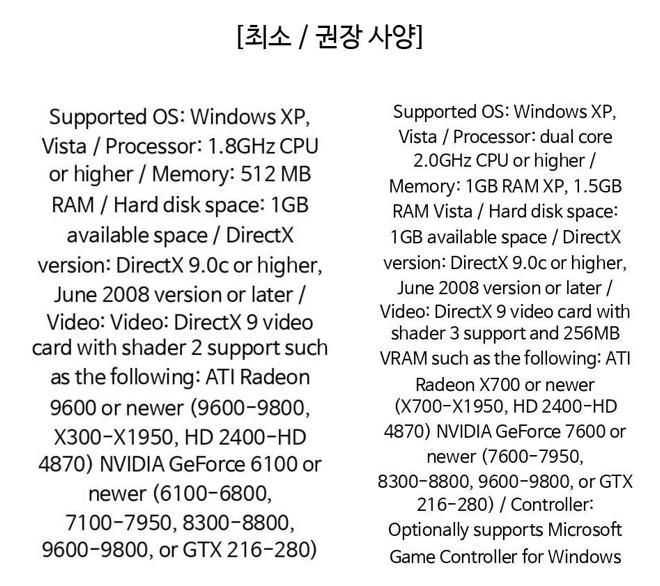 [최소 / 권장 사양]
Supported OS: Windows XP,
Vista / Processor: 1.8GHz CPU
or higher / Memory: 512 MB
RAM / Hard disk space: 1GB
available space / DirectX
version: DirectX 9.0c or higher,
June 2008 version or later /
Video: Video: DirectX 9 video
card with shader 2 support such
as the following: ATI Radeon
9600 or newer (9600-9800,
X300-X1950, HD 2400-HD
4870) NVIDIA GeForce 6100 or
newer (6100-6800,
7100-7950, 8300-8800,
9600-9800, or GTX 216-280)
Supported OS: Windows XP,
Vista / Processor: dual core
2.0GHz CPU or higher /
Memory: 1GB RAM XP, 1.5GB
RAM Vista / Hard disk space:
1GB available space / DirectX
version: DirectX 9.0c or higher,
June 2008 version or later /
Video: DirectX 9 video card with
shader 3 support and 256MB
VRAM such as the following: ATI
Radeon X700 or newer
(X700-X1950, HD 2400-HD
4870) NVIDIA GeForce 7600 or
newer (7600-7950,
8300-8800, 9600-9800, or GTX
216-280) / Controller:
Optionally supports Microsoft
Game Controller for Windows